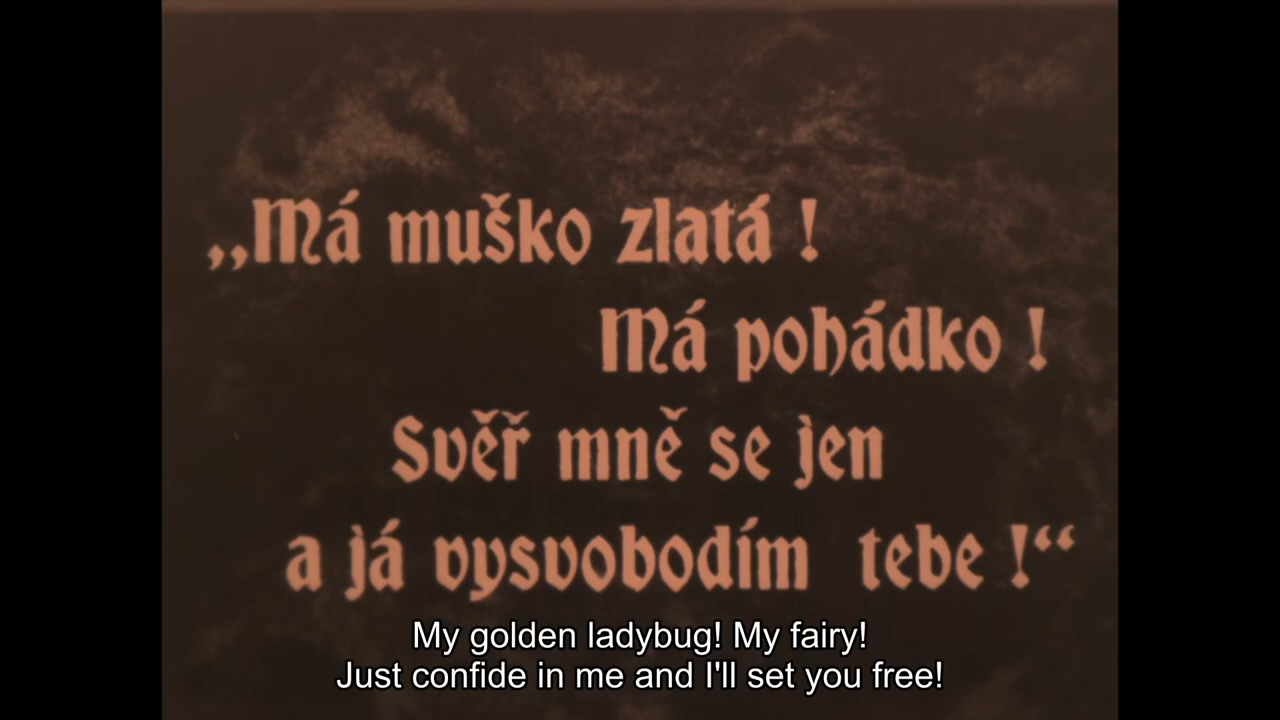 „Má muško zlatá !
Má pohádko !
Svěř mně se jen
a já vysvobodím tebe !“
My golden ladybug! My fairy!
Just confide in me and I'll set you free!